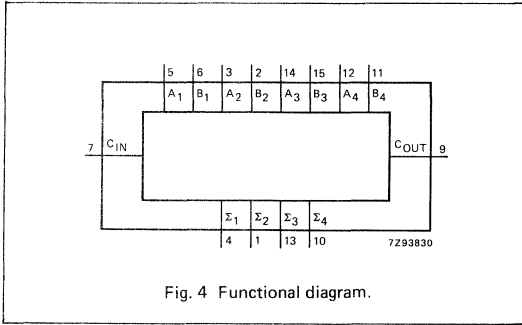 5 6 3 2 14 15 12 11
A1 B1 A2 B2 A3 B3 A4 B4
7 CIN COUT 9
Σ1 Σ2 Σ3 Σ4
4 1 13 10 7Z93830
Fig. 4 Functional diagram.